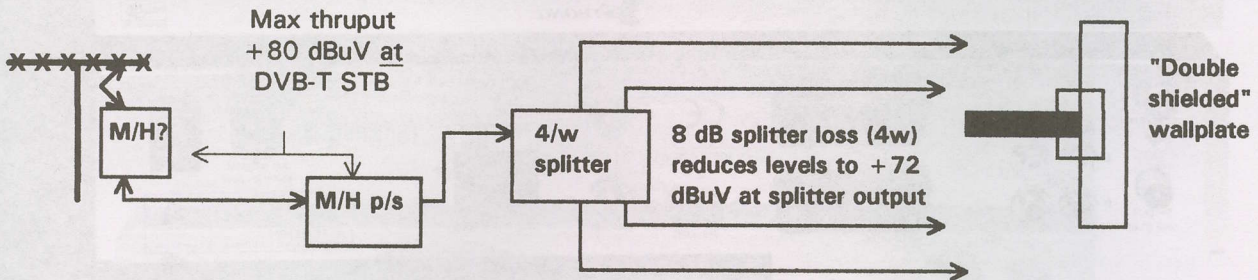 Max thruput
+80 dBuV at
DVB-T STB
M/H?
M/H p/s
4/w
splitter
8 dB splitter loss (4w)
reduces levels to +72
dBuV at splitter output
"Double
shielded"
wallplate